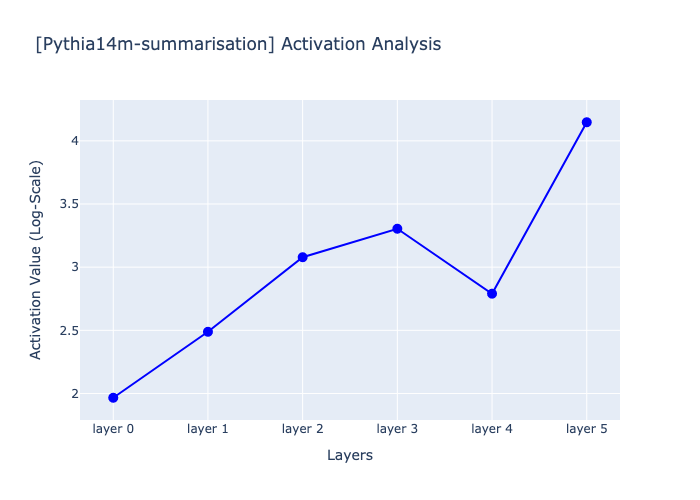 [Pythia14m-summarisation] Activation Analysis
Activation Value (Log-Scale)
4
3.5
3
2.5
2
layer 0
layer 1
layer 2
layer 3
layer 4
layer 5
Layers